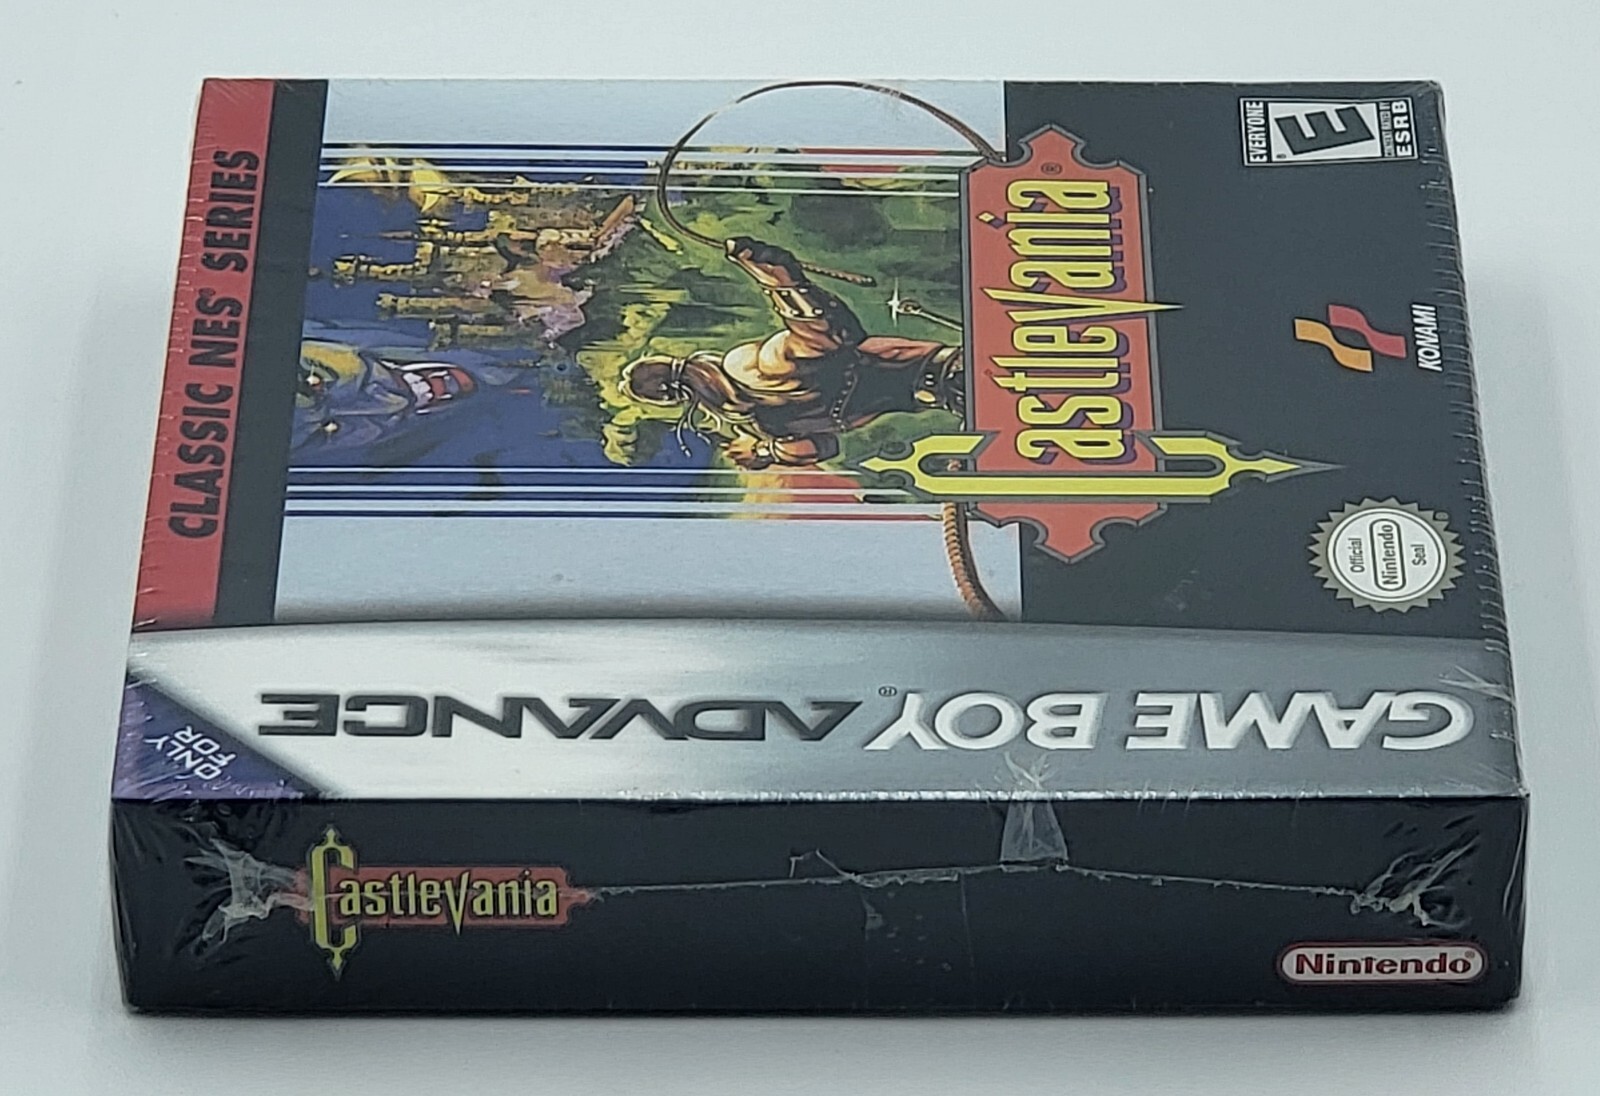 CLASSIC NES SERIES
Castlevania®
EVERYONE
E
CONTENT RATED BY
ESRB
KONAMI
Official
Nintendo
Seal
GAME BOY® ADVANCE
ONLY
FOR
Castlevania
Nintendo®